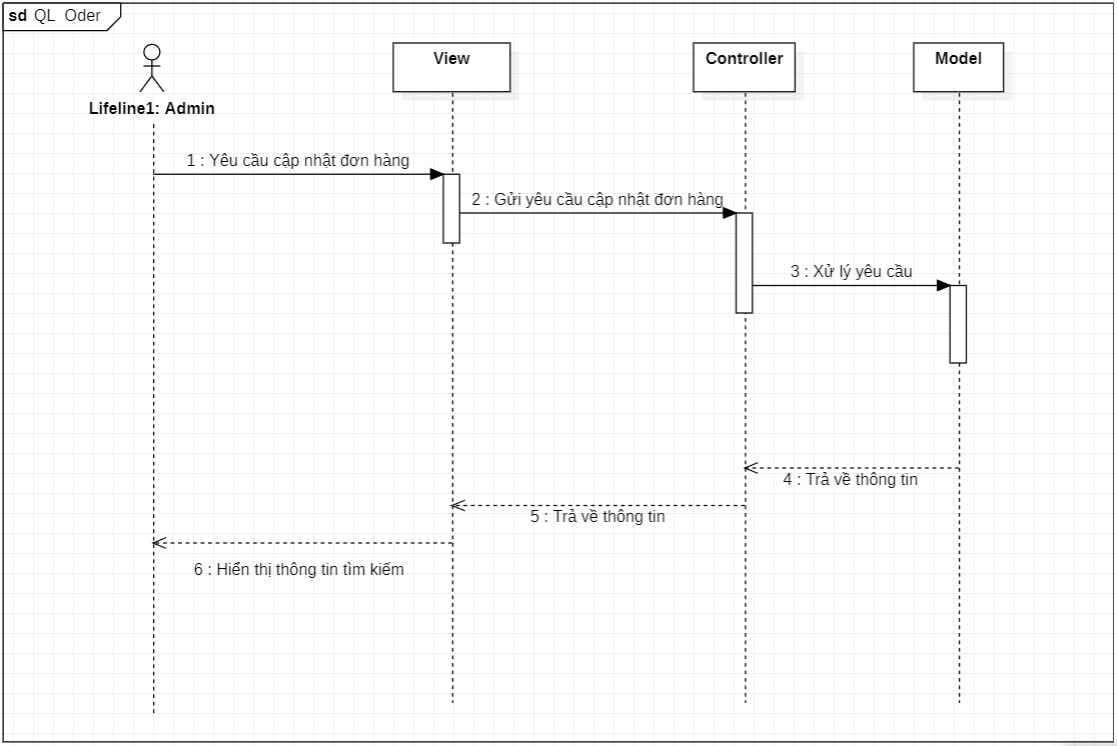 sd QL Oder
View
Controller
Model
Lifeline1: Admin
1 : Yêu cầu cập nhật đơn hàng
2 : Gửi yêu cầu cập nhật đơn hàng
3 : Xử lý yêu cầu
4 : Trả về thông tin
5 : Trả về thông tin
6 : Hiển thị thông tin tìm kiếm